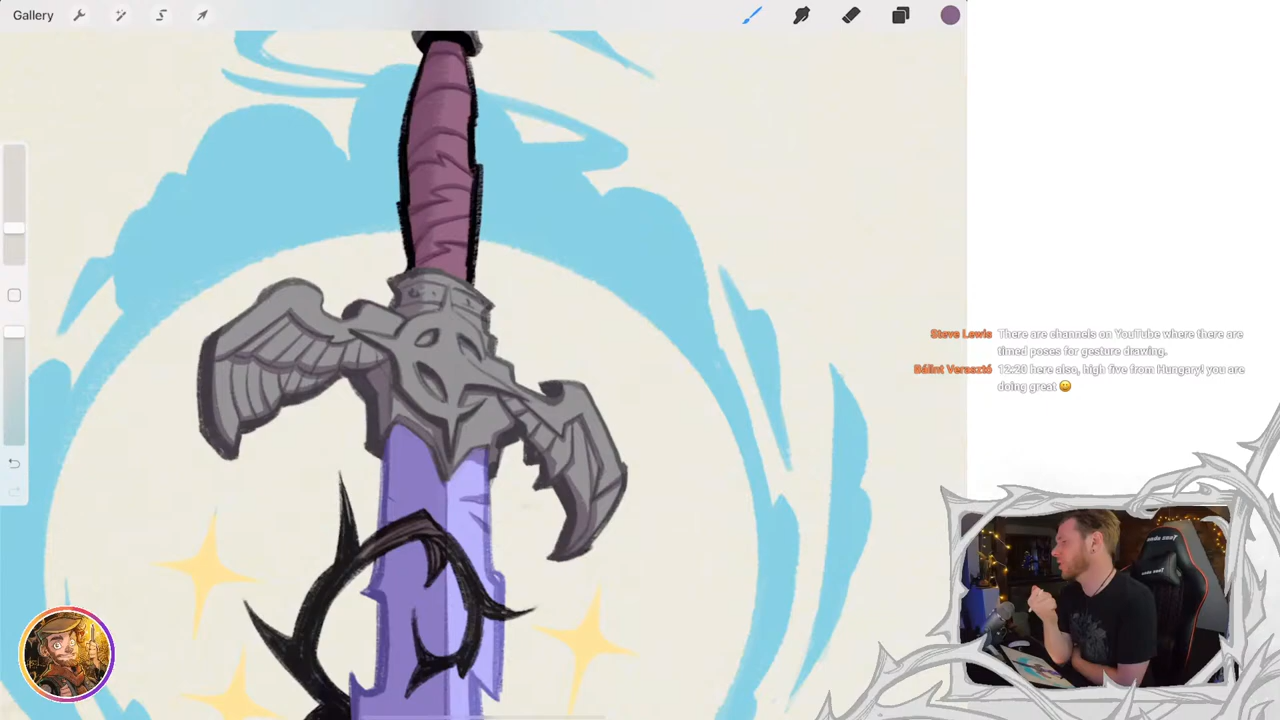 Gallery
Steve Lewis There are channels on YouTube where there are
timed poses for gesture drawing.
Bálint Verasztó 12:20 here also, high five from Hungary! you are
doing great